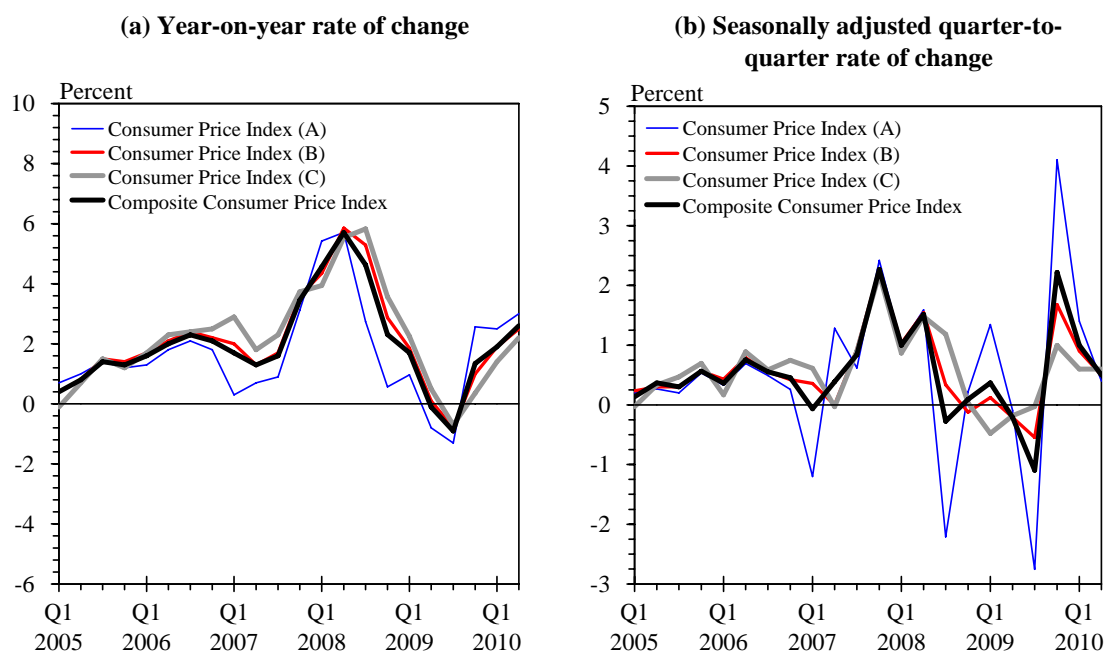 (a) Year-on-year rate of change
Percent
10
8
6
4
2
0
-2
-4
-6
Consumer Price Index (A)
Consumer Price Index (B)
Consumer Price Index (C)
Composite Consumer Price Index
Q1 Q1 Q1 Q1 Q1 Q1
2005 2006 2007 2008 2009 2010
(b) Seasonally adjusted quarter-to-
quarter rate of change
Percent
5
4
3
2
1
0
-1
-2
-3
Consumer Price Index (A)
Consumer Price Index (B)
Consumer Price Index (C)
Composite Consumer Price Index
Q1 Q1 Q1 Q1 Q1 Q1
2005 2006 2007 2008 2009 2010